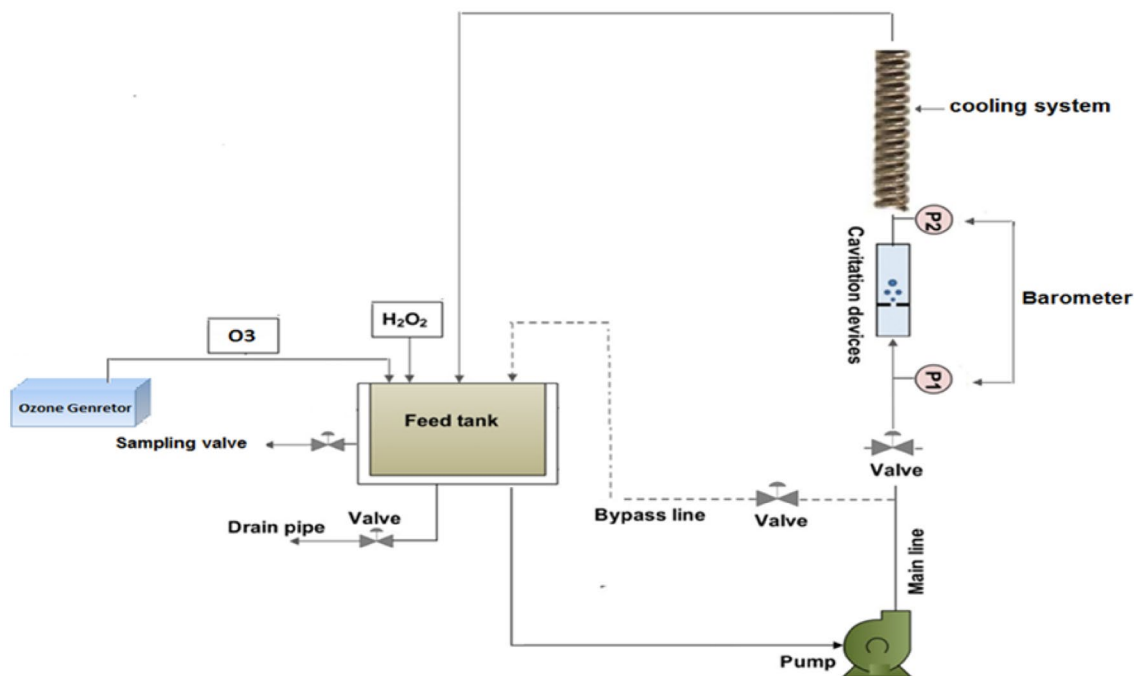 cooling system
P2
Cavitation devices
Barometer
H₂O₂
O3
P1
Ozone Genretor
Feed tank
Sampling valve
Valve
Bypass line
Valve
Valve
Drain pipe
Main line
Pump